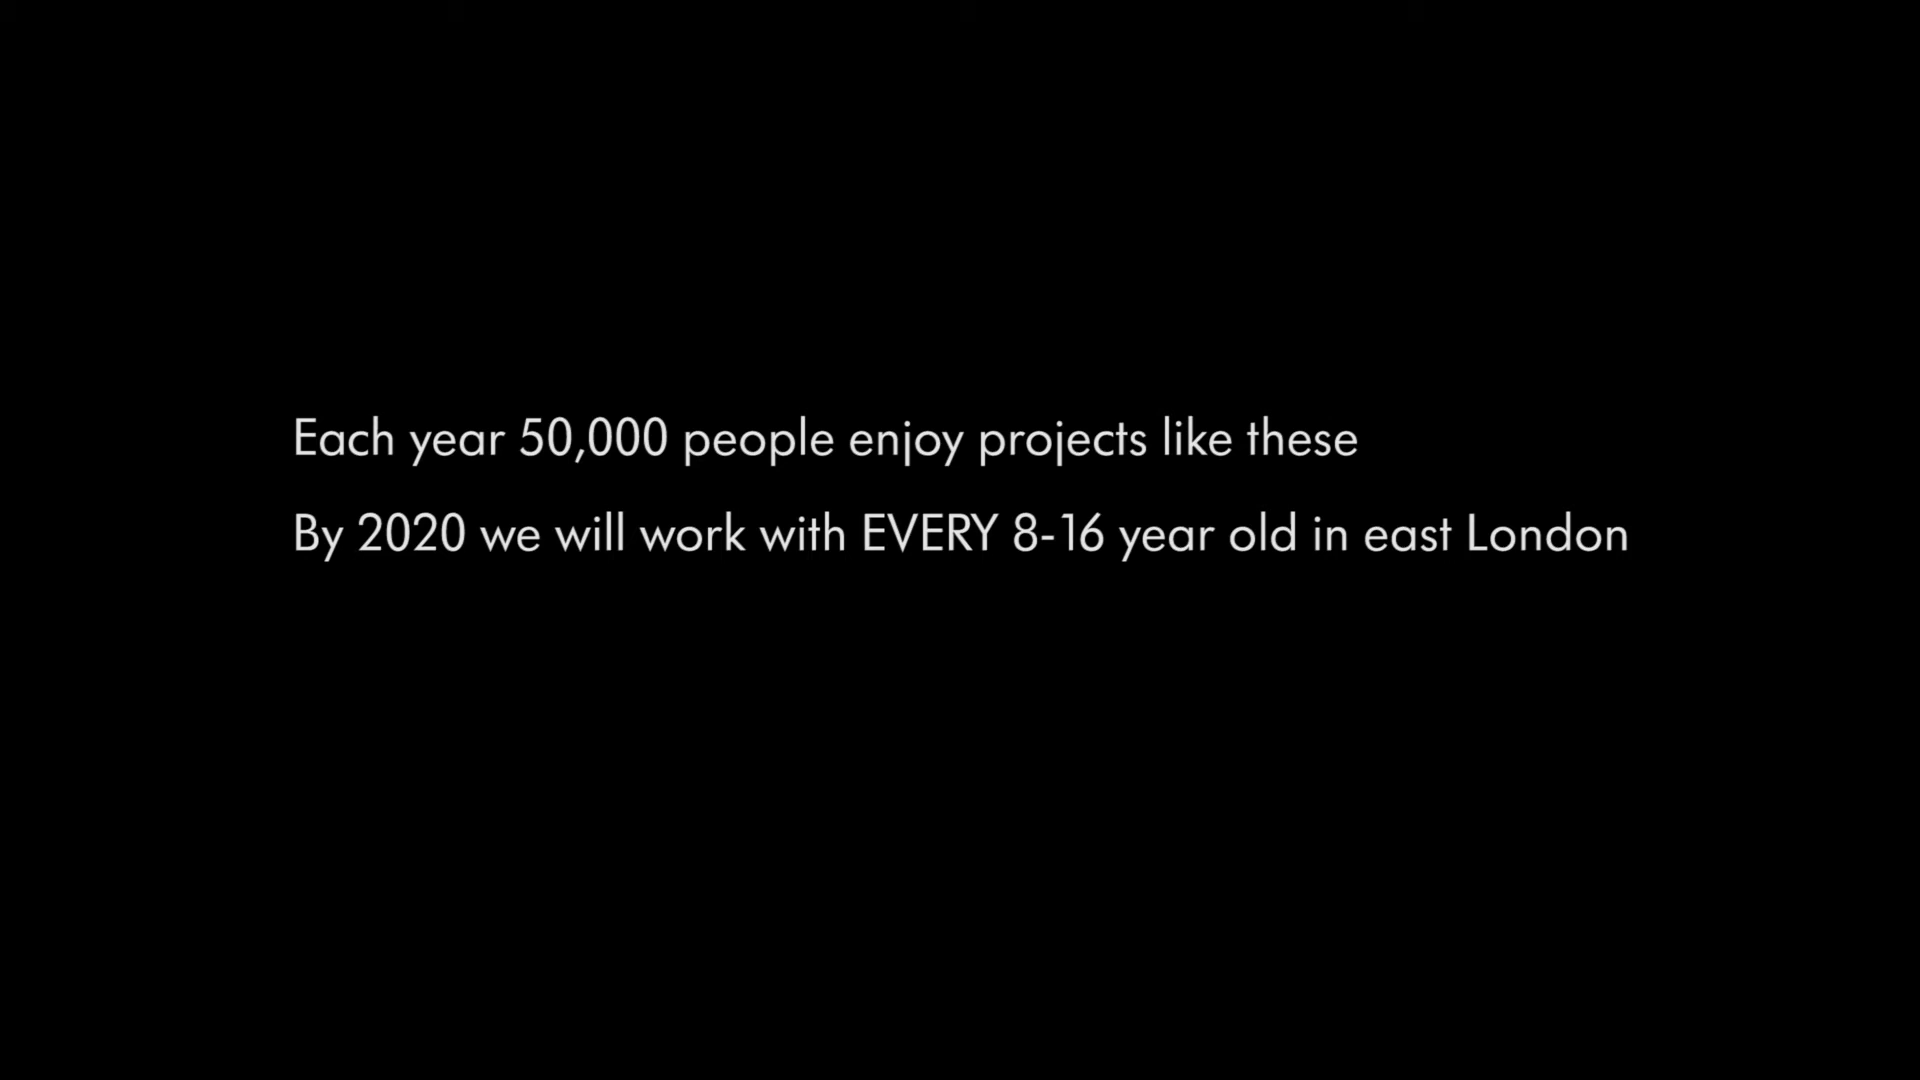 Each year 50,000 people enjoy projects like these
By 2020 we will work with EVERY 8-16 year old in east London